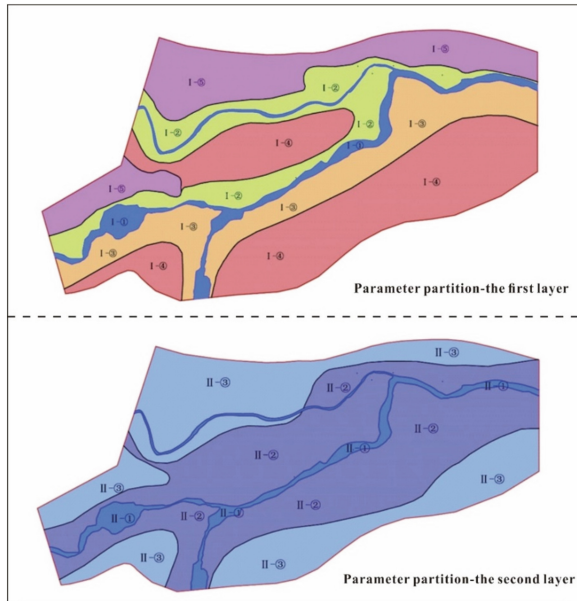 I-⑤
I-⑤
I-②
I-②
I-③
I-②
I-④
I-①
I-④
I-⑤
I-②
I-③
I-①
I-③
I-③
I-④
I-④
Parameter partition-the first layer
II-③
II-③
II-②
II-①
II-②
II-②
II-①
II-③
II-③
II-②
II-①
II-②
II-①
II-③
II-③
Parameter partition-the second layer